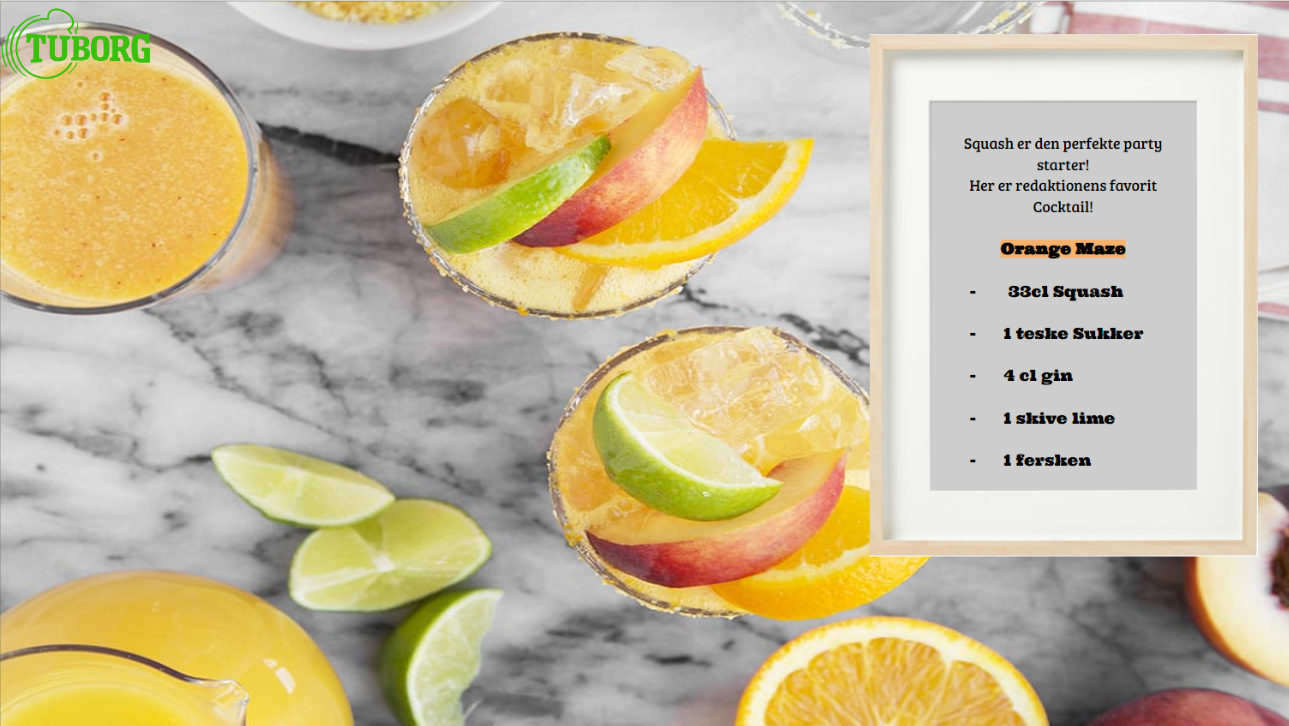 TUBORG
Squash er den perfekte party
starter!
Her er redaktionens favorit
Cocktail!
Orange Maze
- 33cl Squash
- 1 teske Sukker
- 4 cl gin
- 1 skive lime
- 1 fersken